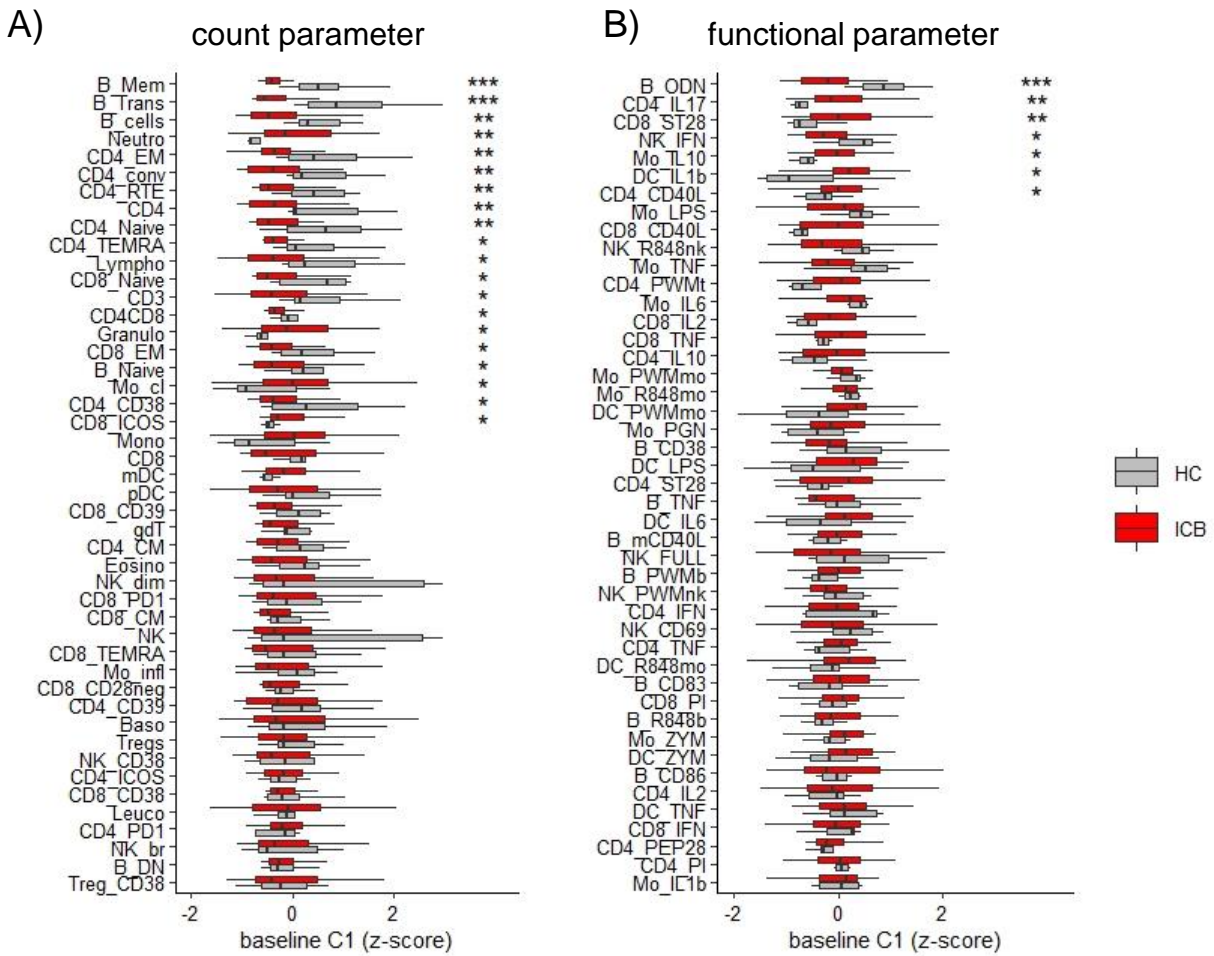 A)
count parameter
B_Mem ***
B_Trans ***
B_cells **
Neutro **
CD4_EM **
CD4_conv **
CD4_RTE **
CD4 **
CD4_Naive **
CD4_TEMRA *
Lympho *
CD8_Naive *
CD3 *
CD4CD8 *
Granulo *
CD8_EM *
B_Naive *
Mo_cl *
CD4_CD38 *
CD8_ICOS *
Mono
CD8
mDC
pDC
CD8_CD39
gdT
CD4_CM
Eosino
NK_dim
CD8_PD1
CD8_CM
NK
CD8_TEMRA
Mo_infl
CD8_CD28neg
CD4_CD39
Baso
Tregs
NK_CD38
CD4_ICOS
CD8_CD38
Leuco
CD4_PD1
NK_br
B_DN
Treg_CD38
-2 0 2
baseline C1 (z-score)
B)
functional parameter
B_ODN ***
CD4_IL17 **
CD8_ST28 **
NK_IFN *
Mo_IL10 *
DC_IL1b *
CD4_CD40L *
Mo_LPS
CD8_CD40L
NK_R848nk
Mo_TNF
CD4_PWMt
Mo_IL6
CD8_IL2
CD8_TNF
CD4_IL10
Mo_PWMmo
Mo_R848mo
DC_PWMmo
Mo_PGN
B_CD38
DC_LPS
CD4_ST28
B_TNF
DC_IL6
B_mCD40L
NK_FULL
B_PWMb
NK_PWMnk
CD4_IFN
NK_CD69
CD4_TNF
DC_R848mo
B_CD83
CD8_PI
B_R848b
Mo_ZYM
DC_ZYM
B_CD86
CD4_IL2
DC_TNF
CD8_IFN
CD4_PEP28
CD4_PI
Mo_IL1b
-2 0 2
baseline C1 (z-score)
HC
ICB